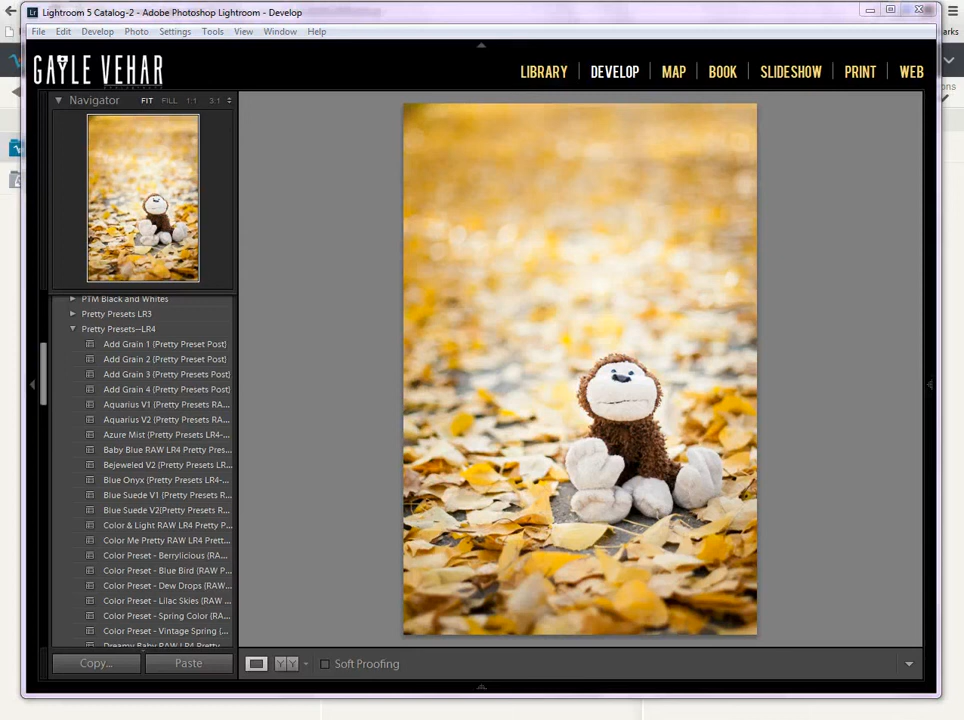 Lightroom 5 Catalog-2 - Adobe Photoshop Lightroom - Develop
File Edit Develop Photo Settings Tools View Window Help
arks
GAYLE VEHAR
LIBRARY | DEVELOP | MAP | BOOK | SLIDESHOW | PRINT | WEB
ons
Navigator FIT FILL 1:1 3:1
PTM Black and Whites
Pretty Presets LR3
Pretty Presets--LR4
Add Grain 1 {Pretty Preset Post}
Add Grain 2 {Pretty Preset Post}
Add Grain 3 {Pretty Presets Post}
Add Grain 4 {Pretty Presets Post}
Aquarius V1 {Pretty Presets RA...
Aquarius V2 {Pretty Presets RA...
Azure Mist {Pretty Presets LR4-...
Baby Blue RAW LR4 Pretty Pres...
Bejeweled V2 {Pretty Presets LR...
Blue Onyx {Pretty Presets LR4-...
Blue Suede V1 {Pretty Presets R...
Blue Suede V2{Pretty Presets R...
Color & Light RAW LR4 Pretty P...
Color Me Pretty RAW LR4 Prett...
Color Preset - Berrylicious {RA...
Color Preset - Blue Bird {RAW P...
Color Preset - Dew Drops {RAW...
Color Preset - Lilac Skies {RAW ...
Color Preset - Spring Color {RA...
Color Preset - Vintage Spring {...
Dreamy Baby RAW LR4 Pretty
Copy... Paste Y Y Soft Proofing